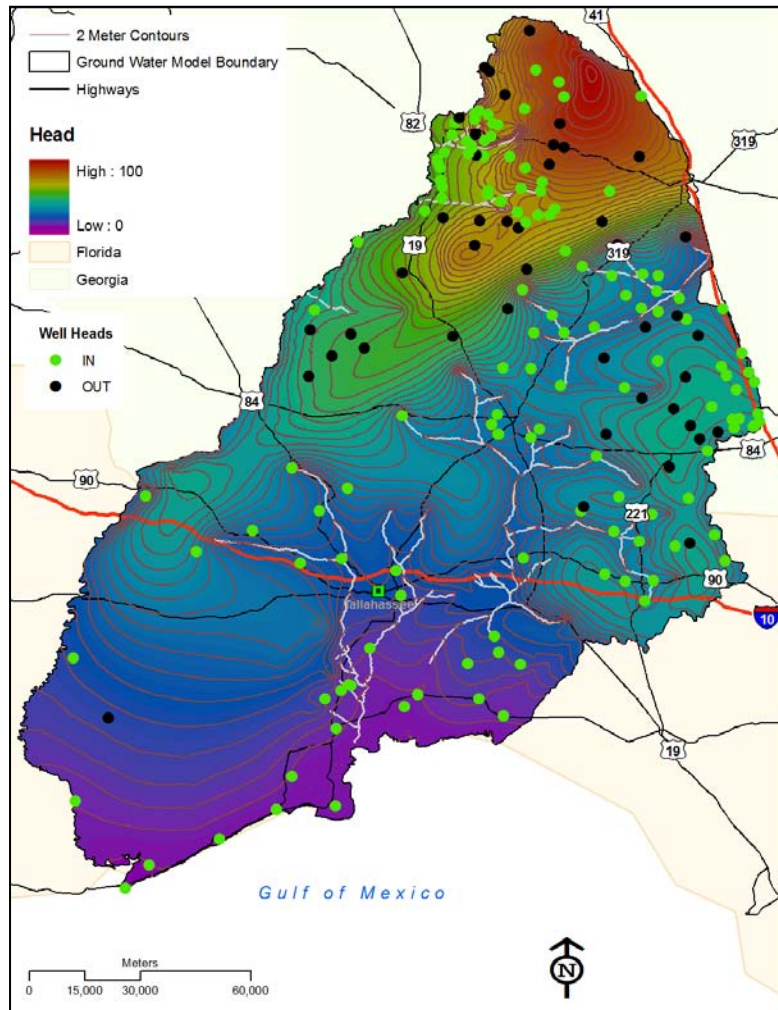 2 Meter Contours
Ground Water Model Boundary
Highways
Head
High : 100
Low : 0
Florida
Georgia
Well Heads
IN
OUT
41
82
319
19
319
84
84
90
221
90
Tallahassee
10
19
Gulf of Mexico
Meters
0 15,000 30,000 60,000
N